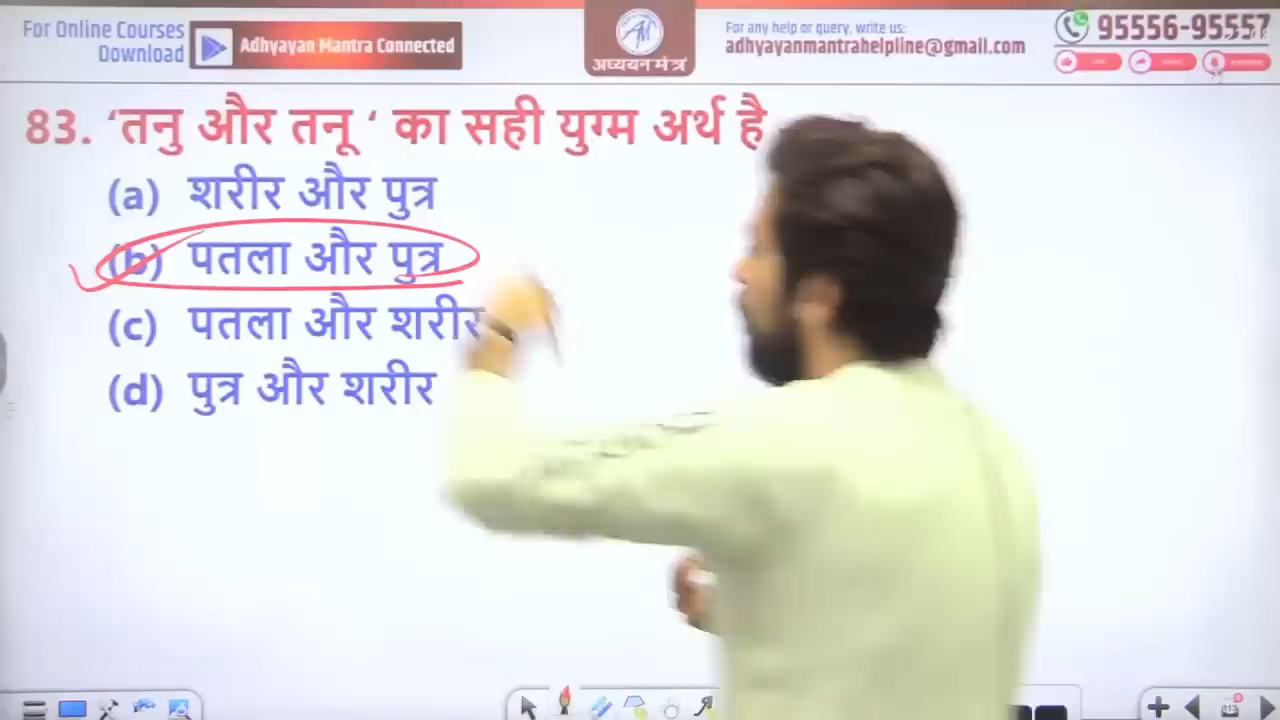 For Online Courses
Download
Adhyayan Mantra Connected
AM
अध्ययन मंत्र
For any help or query, write us:
adhyayanmantrahelpline@gmail.com
95556-95557
83. ‘तनु और तनू ‘ का सही युग्म अर्थ है
(a) शरीर और पुत्र
(b) पतला और पुत्र
(c) पतला और शरीर
(d) पुत्र और शरीर